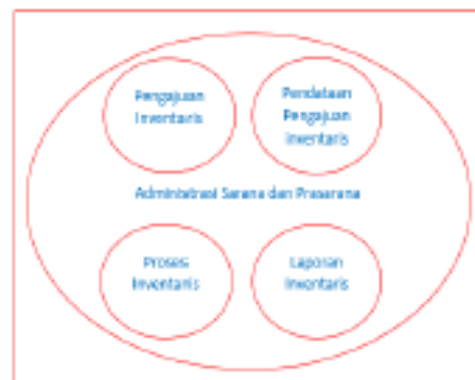 Pengajuan
Inventaris
Pendataan
Pengajuan
Inventaris
Administrasi Sarana dan Prasarana
Proses
Inventaris
Laporan
Inventaris